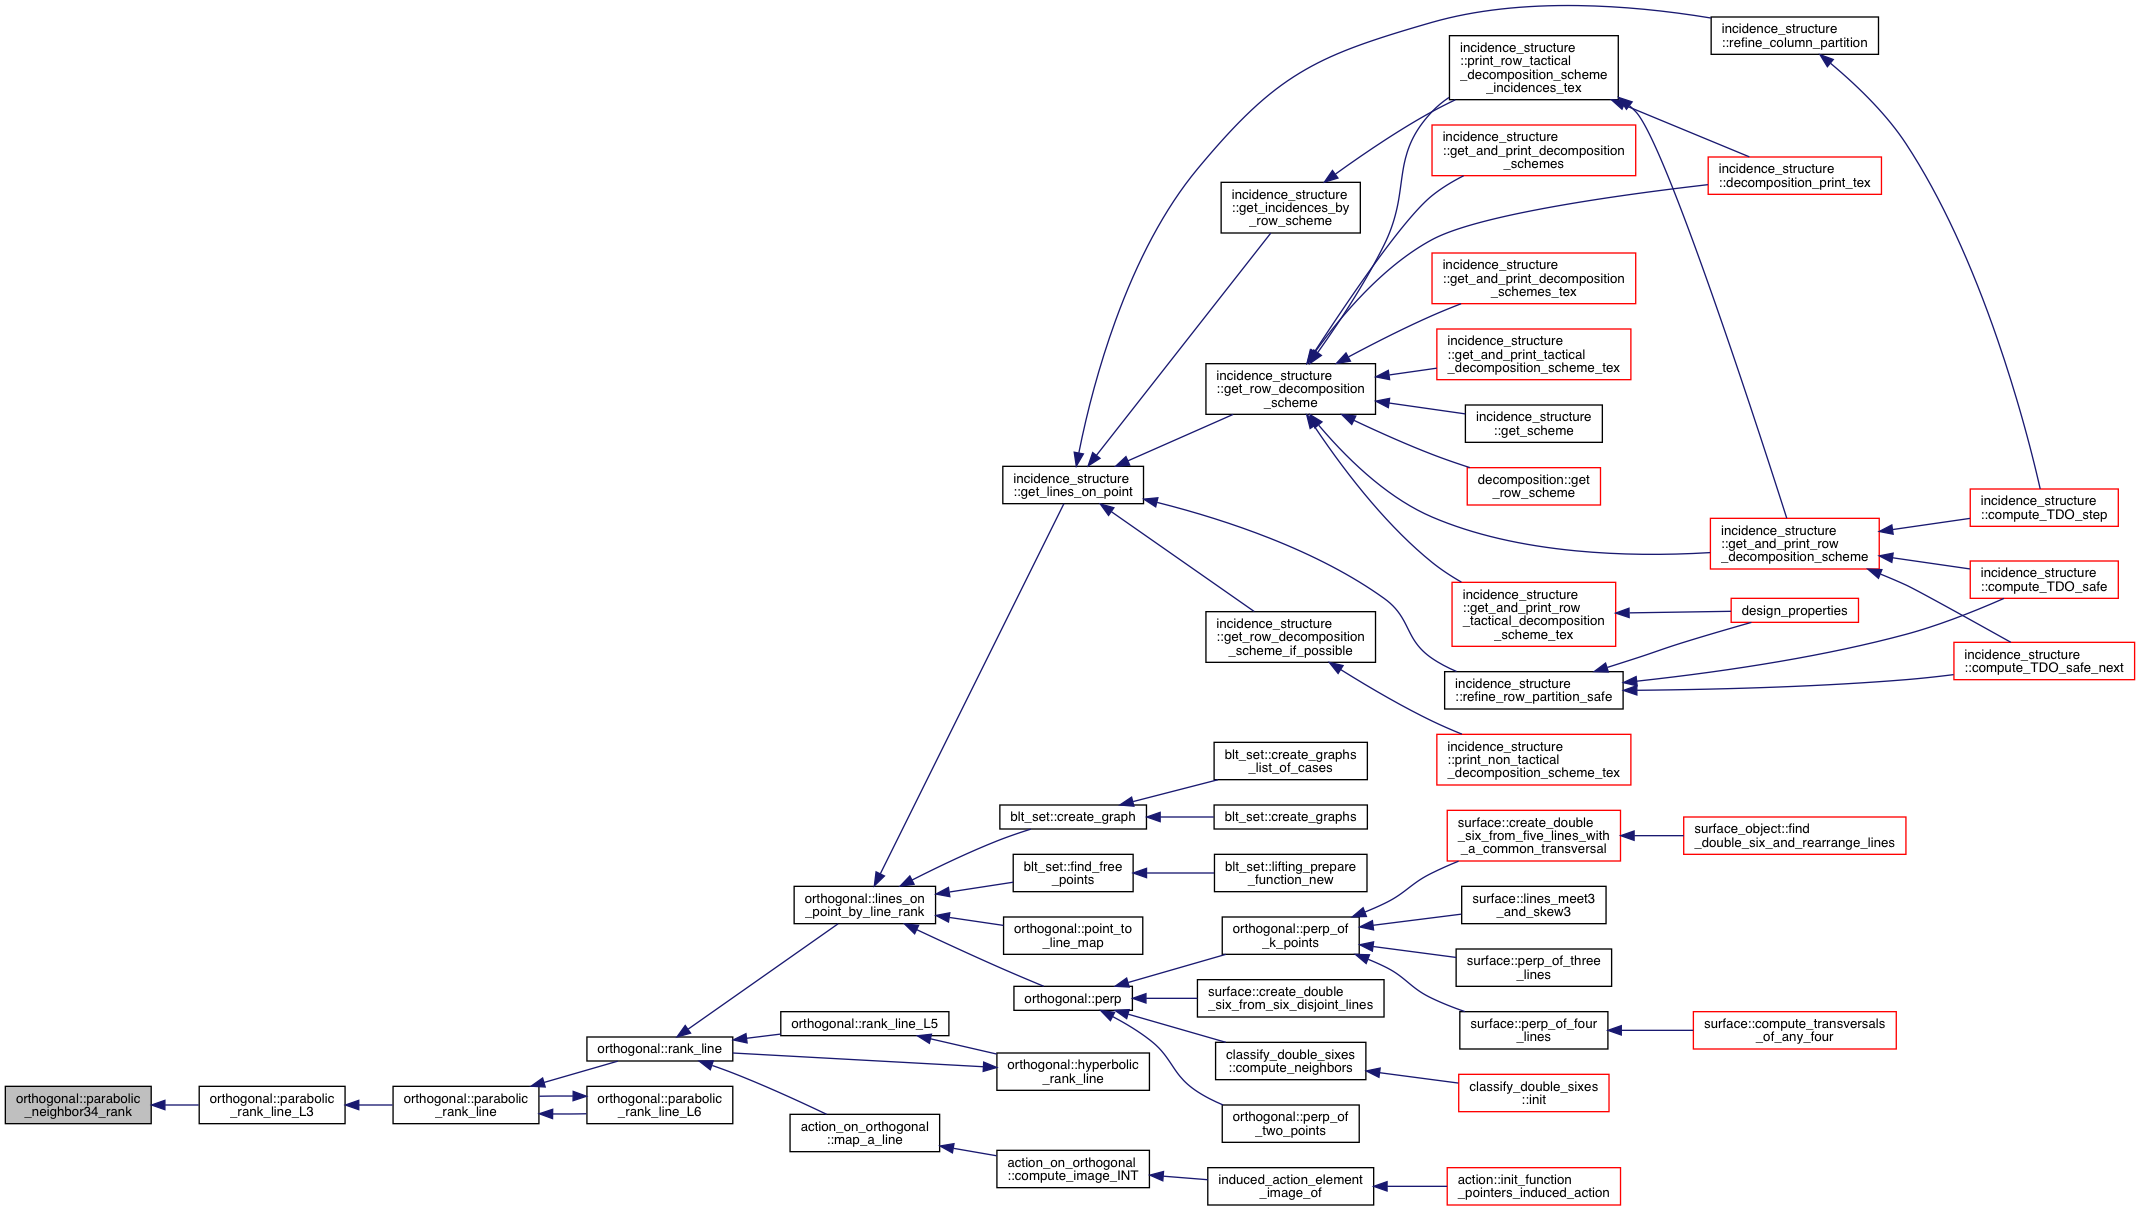 incidence_structure
::refine_column_partition
incidence_structure
::print_row_tactical
_decomposition_scheme
_incidences_tex
incidence_structure
::get_and_print_decomposition
_schemes
incidence_structure
::decomposition_print_tex
incidence_structure
::get_incidences_by
_row_scheme
incidence_structure
::get_and_print_decomposition
_schemes_tex
incidence_structure
::get_and_print_tactical
_decomposition_scheme_tex
incidence_structure
::get_row_decomposition
_scheme
incidence_structure
::get_scheme
decomposition::get
_row_scheme
incidence_structure
::get_lines_on_point
incidence_structure
::compute_TDO_step
incidence_structure
::get_and_print_row
_decomposition_scheme
incidence_structure
::compute_TDO_safe
incidence_structure
::get_and_print_row
_tactical_decomposition
_scheme_tex
design_properties
incidence_structure
::get_row_decomposition
_scheme_if_possible
incidence_structure
::compute_TDO_safe_next
incidence_structure
::refine_row_partition_safe
incidence_structure
::print_non_tactical
_decomposition_scheme_tex
blt_set::create_graphs
_list_of_cases
blt_set::create_graph
blt_set::create_graphs
surface::create_double
_six_from_five_lines_with
_a_common_transversal
surface_object::find
_double_six_and_rearrange_lines
blt_set::find_free
_points
blt_set::lifting_prepare
_function_new
orthogonal::lines_on
_point_by_line_rank
surface::lines_meet3
_and_skew3
orthogonal::point_to
_line_map
orthogonal::perp_of
_k_points
surface::perp_of_three
_lines
orthogonal::perp
surface::create_double
_six_from_six_disjoint_lines
orthogonal::rank_line_L5
surface::perp_of_four
_lines
surface::compute_transversals
_of_any_four
orthogonal::rank_line
orthogonal::hyperbolic
_rank_line
classify_double_sixes
::compute_neighbors
classify_double_sixes
::init
orthogonal::parabolic
_neighbor34_rank
orthogonal::parabolic
_rank_line_L3
orthogonal::parabolic
_rank_line
orthogonal::parabolic
_rank_line_L6
orthogonal::perp_of
_two_points
action_on_orthogonal
::map_a_line
action_on_orthogonal
::compute_image_INT
induced_action_element
_image_of
action::init_function
_pointers_induced_action